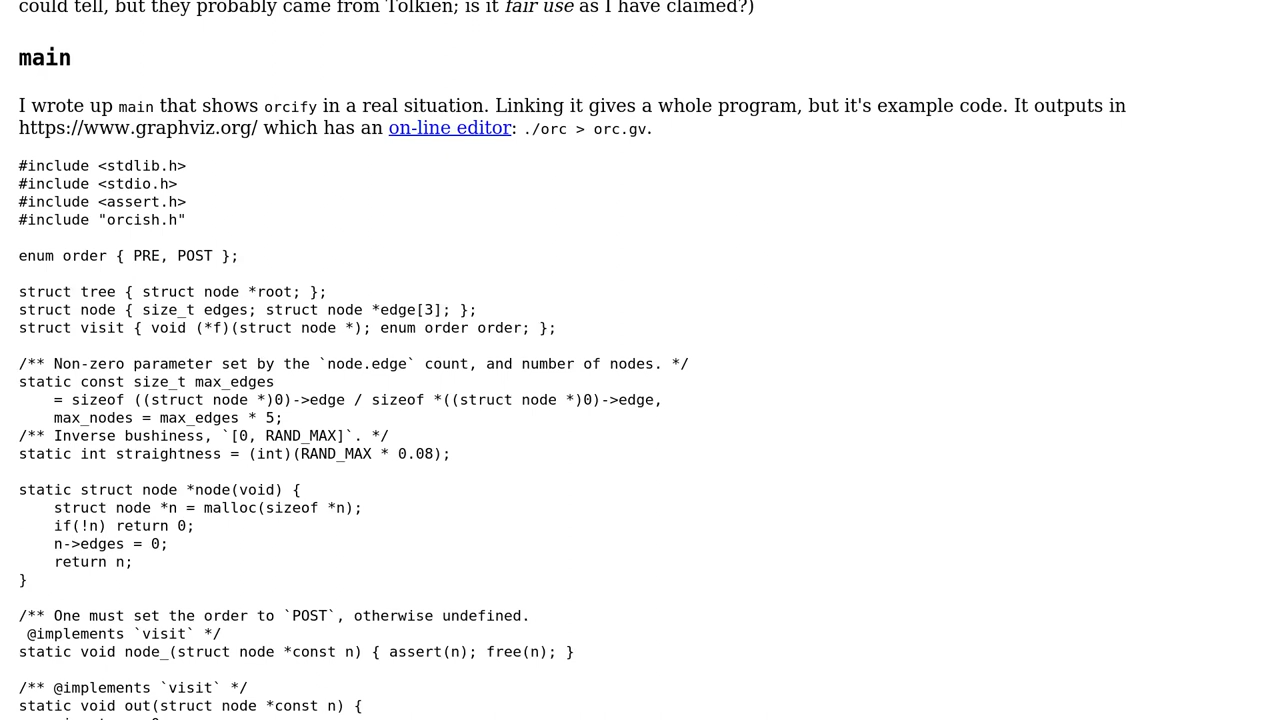 could tell, but they probably came from Tolkien; is it fair use as I have claimed?)
main
I wrote up main that shows orcify in a real situation. Linking it gives a whole program, but it's example code. It outputs in
https://www.graphviz.org/ which has an on-line editor: ./orc > orc.gv.
#include <stdlib.h>
#include <stdio.h>
#include <assert.h>
#include "orcish.h"
enum order { PRE, POST };
struct tree { struct node *root; };
struct node { size_t edges; struct node *edge[3]; };
struct visit { void (*f)(struct node *); enum order order; };
/** Non-zero parameter set by the `node.edge` count, and number of nodes. */
static const size_t max_edges
    = sizeof ((struct node *)0)->edge / sizeof *((struct node *)0)->edge,
    max_nodes = max_edges * 5;
/** Inverse bushiness, `[0, RAND_MAX]`. */
static int straightness = (int)(RAND_MAX * 0.08);
static struct node *node(void) {
    struct node *n = malloc(sizeof *n);
    if(!n) return 0;
    n->edges = 0;
    return n;
}
/** One must set the order to `POST`, otherwise undefined.
 @implements `visit` */
static void node_(struct node *const n) { assert(n); free(n); }
/** @implements `visit` */
static void out(struct node *const n) {